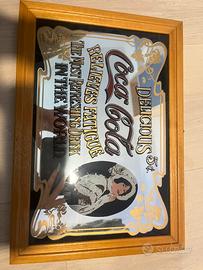 DELICIOUS
5¢
Coca-Cola
RELIEVES FATIGUE
THE MOST REFRESHING DRINK
IN THE WORLD